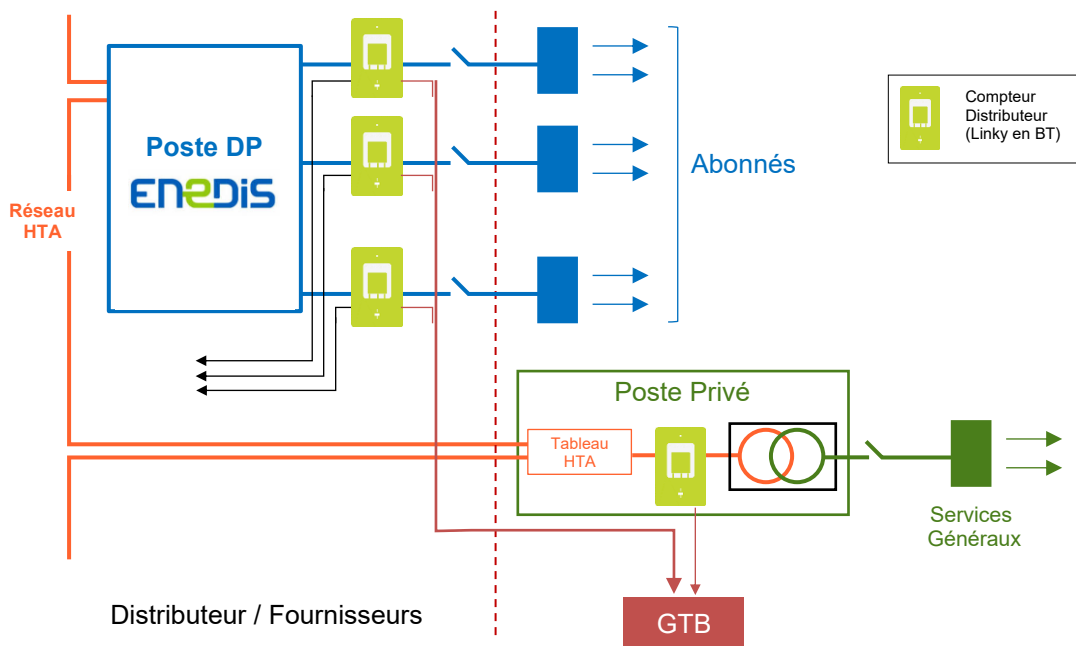 Poste DP
ENEDIS
Réseau
HTA
Abonnés
Compteur
Distributeur
(Linky en BT)
Poste Privé
Tableau
HTA
Services
Généraux
Distributeur / Fournisseurs
GTB